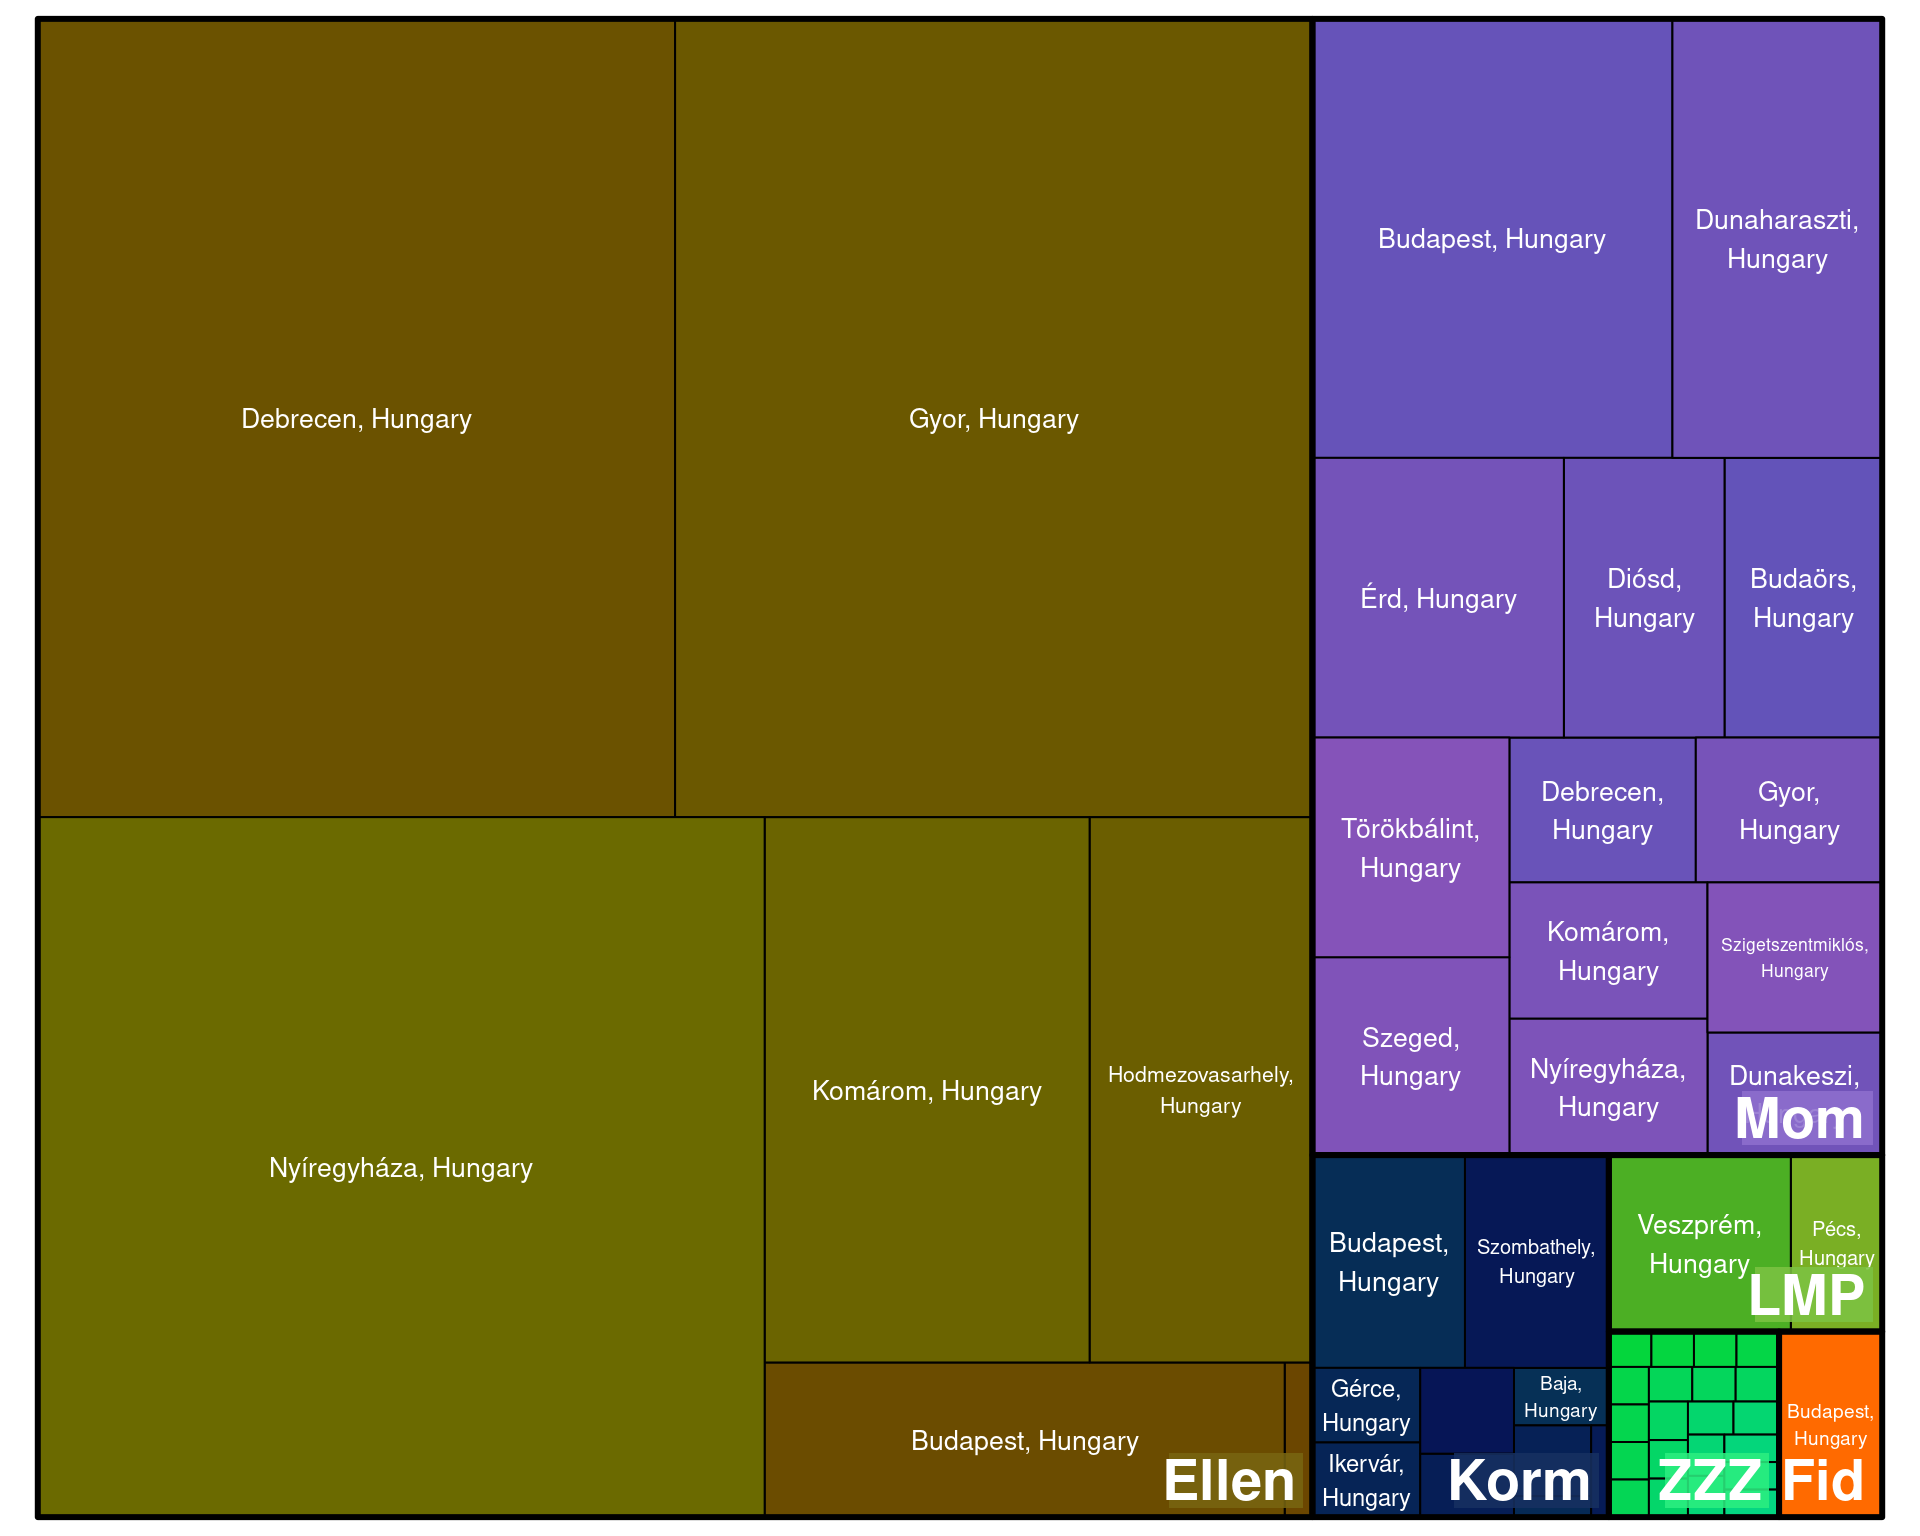 Debrecen, Hungary
Gyor, Hungary
Nyíregyháza, Hungary
Komárom, Hungary
Hodmezovasarhely,
Hungary
Budapest, Hungary
Ellen
Budapest, Hungary
Dunaharaszti,
Hungary
Érd, Hungary
Diósd,
Hungary
Budaörs,
Hungary
Törökbálint,
Hungary
Debrecen,
Hungary
Gyor,
Hungary
Komárom,
Hungary
Szigetszentmiklós,
Hungary
Szeged,
Hungary
Nyíregyháza,
Hungary
Dunakeszi,
Mom
Budapest,
Hungary
Szombathely,
Hungary
Gérce,
Hungary
Baja,
Hungary
Ikervár,
Hungary
Korm
Veszprém,
Hungary
Pécs,
Hungary
LMP
ZZZ
Budapest,
Hungary
Fid